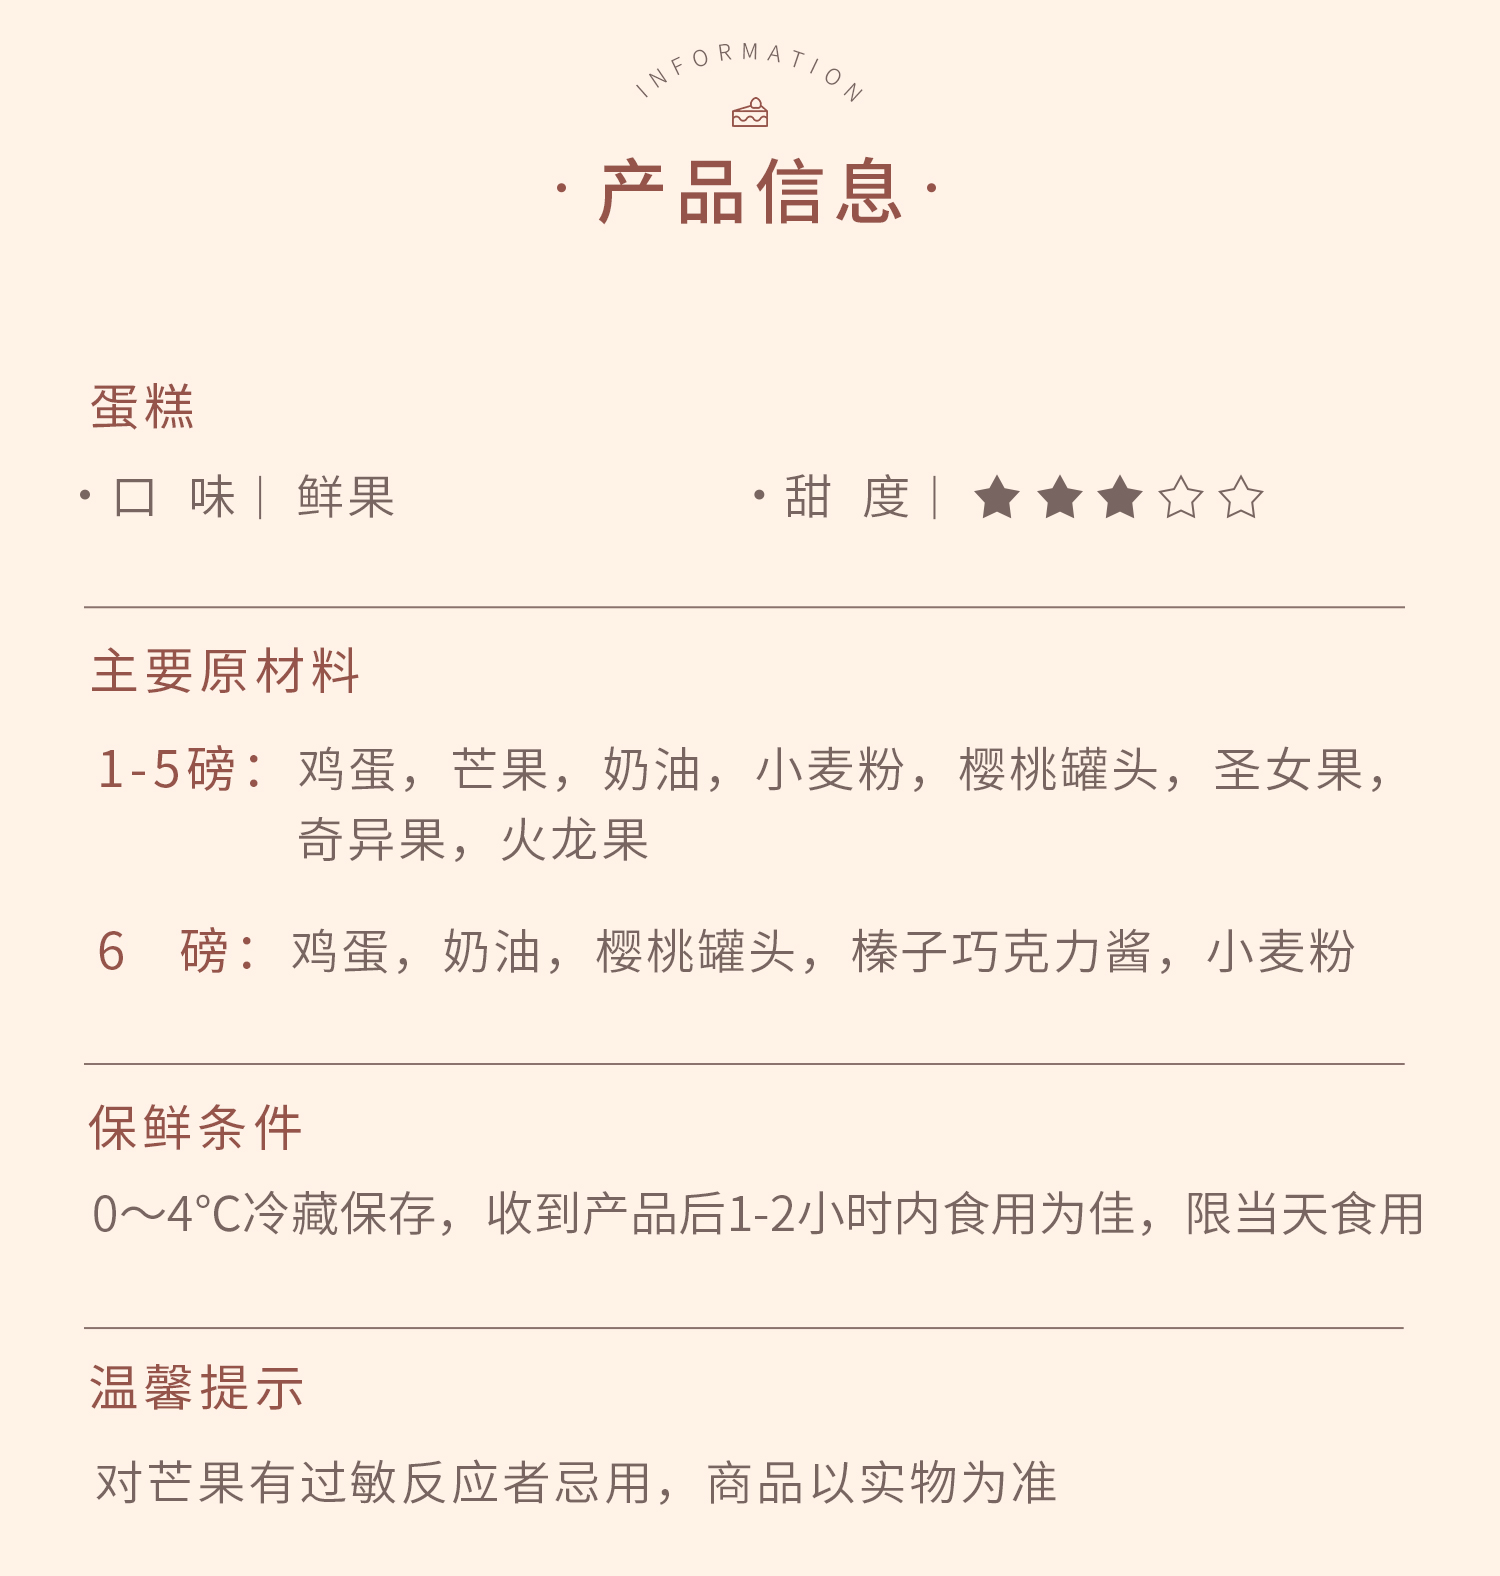 INFORMATION
· 产品信息 ·
蛋糕
• 口 味｜ 鲜果
• 甜 度｜ ★★★☆☆
主要原材料
1-5磅：鸡蛋，芒果，奶油，小麦粉，樱桃罐头，圣女果，
奇异果，火龙果
6 磅：鸡蛋，奶油，樱桃罐头，榛子巧克力酱，小麦粉
保鲜条件
0～4℃冷藏保存，收到产品后1-2小时内食用为佳，限当天食用
温馨提示
对芒果有过敏反应者忌用，商品以实物为准